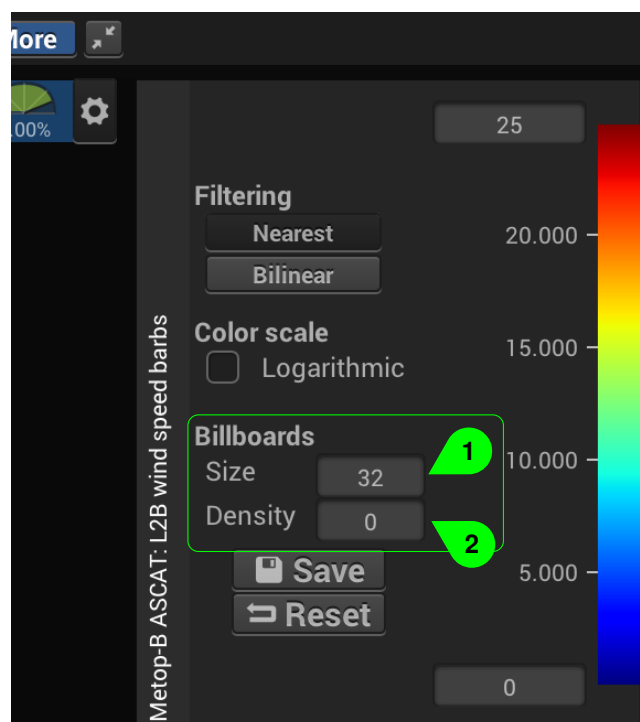 More
.00%
25
Filtering
Nearest
Bilinear
20.000
Color scale
Logarithmic
15.000
Billboards
Size
32
1
10.000
Density
0
2
Save
5.000
Reset
0
Metop-B ASCAT: L2B wind speed barbs